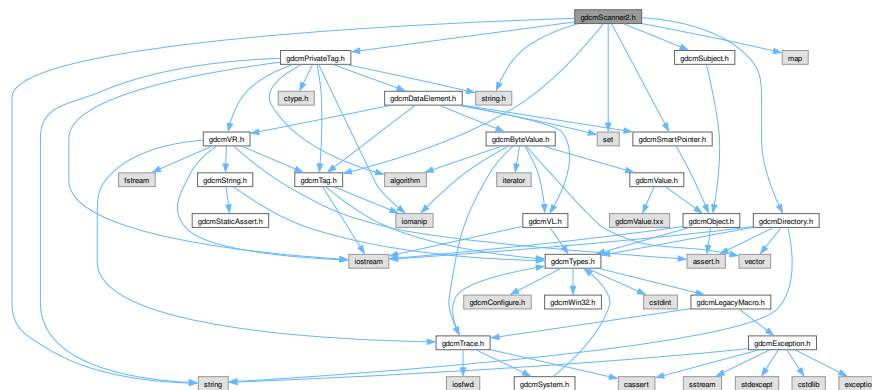 gdcmScanner2.h
gdcmPrivateTag.h
gdcmSubject.h
map
ctype.h
gdcmDataElement.h
string.h
gdcmVR.h
gdcmByteValue.h
set
gdcmSmartPointer.h
fstream
gdcmString.h
gdcmTag.h
algorithm
iterator
gdcmValue.h
gdcmStaticAssert.h
iomanip
gdcmVL.h
gdcmValue.txx
gdcmObject.h
gdcmDirectory.h
iostream
gdcmTypes.h
assert.h
vector
gdcmConfigure.h
gdcmWin32.h
cstdint
gdcmLegacyMacro.h
gdcmTrace.h
gdcmException.h
string
iosfwd
gdcmSystem.h
cassert
sstream
stdexcept
cstdlib
exception